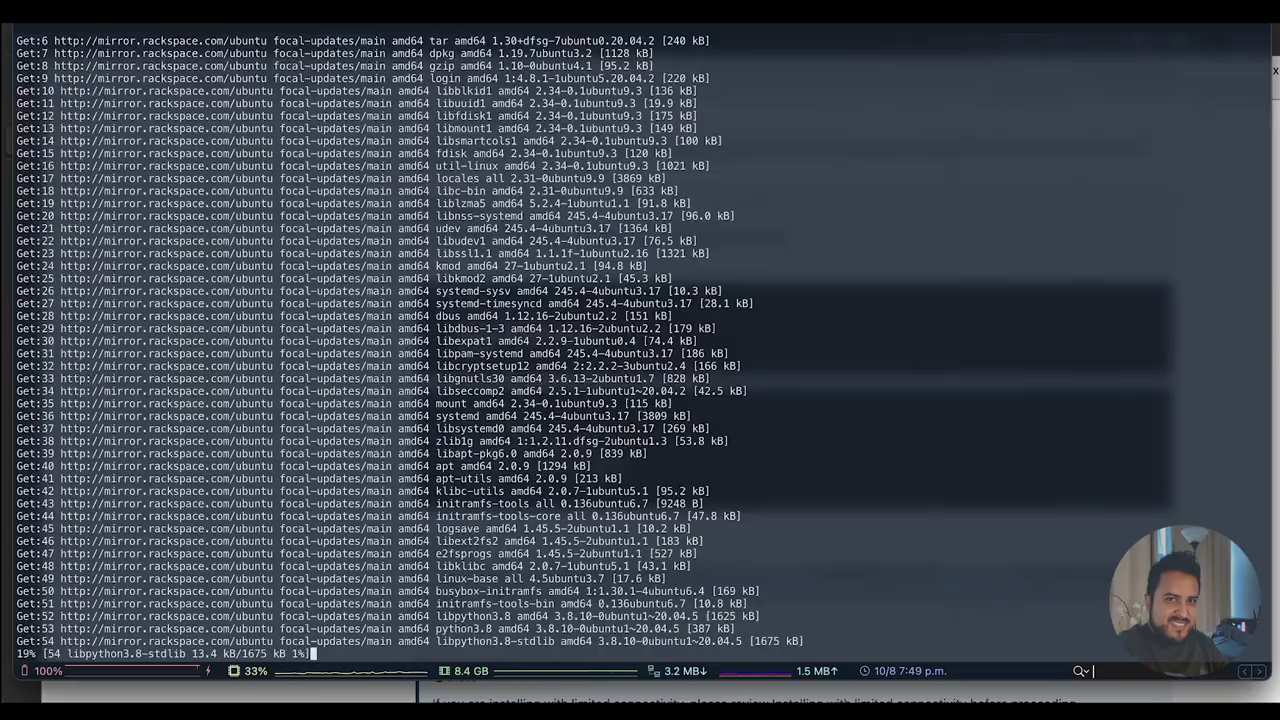 Get:6 http://mirror.rackspace.com/ubuntu focal-updates/main amd64 tar amd64 1.30+dfsg-7ubuntu0.20.04.2 [240 kB]
Get:7 http://mirror.rackspace.com/ubuntu focal-updates/main amd64 dpkg amd64 1.19.7ubuntu3.2 [1128 kB]
Get:8 http://mirror.rackspace.com/ubuntu focal-updates/main amd64 gzip amd64 1.10-0ubuntu4.1 [95.2 kB]
Get:9 http://mirror.rackspace.com/ubuntu focal-updates/main amd64 login amd64 1:4.8.1-1ubuntu5.20.04.2 [220 kB]
Get:10 http://mirror.rackspace.com/ubuntu focal-updates/main amd64 libblkid1 amd64 2.34-0.1ubuntu9.3 [136 kB]
Get:11 http://mirror.rackspace.com/ubuntu focal-updates/main amd64 libuuid1 amd64 2.34-0.1ubuntu9.3 [19.9 kB]
Get:12 http://mirror.rackspace.com/ubuntu focal-updates/main amd64 libfdisk1 amd64 2.34-0.1ubuntu9.3 [175 kB]
Get:13 http://mirror.rackspace.com/ubuntu focal-updates/main amd64 libmount1 amd64 2.34-0.1ubuntu9.3 [149 kB]
Get:14 http://mirror.rackspace.com/ubuntu focal-updates/main amd64 libsmartcols1 amd64 2.34-0.1ubuntu9.3 [100 kB]
Get:15 http://mirror.rackspace.com/ubuntu focal-updates/main amd64 fdisk amd64 2.34-0.1ubuntu9.3 [120 kB]
Get:16 http://mirror.rackspace.com/ubuntu focal-updates/main amd64 util-linux amd64 2.34-0.1ubuntu9.3 [1021 kB]
Get:17 http://mirror.rackspace.com/ubuntu focal-updates/main amd64 locales all 2.31-0ubuntu9.9 [3869 kB]
Get:18 http://mirror.rackspace.com/ubuntu focal-updates/main amd64 libc-bin amd64 2.31-0ubuntu9.9 [633 kB]
Get:19 http://mirror.rackspace.com/ubuntu focal-updates/main amd64 liblzma5 amd64 5.2.4-1ubuntu1.1 [91.8 kB]
Get:20 http://mirror.rackspace.com/ubuntu focal-updates/main amd64 libnss-systemd amd64 245.4-4ubuntu3.17 [96.0 kB]
Get:21 http://mirror.rackspace.com/ubuntu focal-updates/main amd64 udev amd64 245.4-4ubuntu3.17 [1364 kB]
Get:22 http://mirror.rackspace.com/ubuntu focal-updates/main amd64 libudev1 amd64 245.4-4ubuntu3.17 [76.5 kB]
Get:23 http://mirror.rackspace.com/ubuntu focal-updates/main amd64 libssl1.1 amd64 1.1.1f-1ubuntu2.16 [1321 kB]
Get:24 http://mirror.rackspace.com/ubuntu focal-updates/main amd64 kmod amd64 27-1ubuntu2.1 [94.8 kB]
Get:25 http://mirror.rackspace.com/ubuntu focal-updates/main amd64 libkmod2 amd64 27-1ubuntu2.1 [45.3 kB]
Get:26 http://mirror.rackspace.com/ubuntu focal-updates/main amd64 systemd-sysv amd64 245.4-4ubuntu3.17 [10.3 kB]
Get:27 http://mirror.rackspace.com/ubuntu focal-updates/main amd64 systemd-timesyncd amd64 245.4-4ubuntu3.17 [28.1 kB]
Get:28 http://mirror.rackspace.com/ubuntu focal-updates/main amd64 dbus amd64 1.12.16-2ubuntu2.2 [151 kB]
Get:29 http://mirror.rackspace.com/ubuntu focal-updates/main amd64 libdbus-1-3 amd64 1.12.16-2ubuntu2.2 [179 kB]
Get:30 http://mirror.rackspace.com/ubuntu focal-updates/main amd64 libexpat1 amd64 2.2.9-1ubuntu0.4 [74.4 kB]
Get:31 http://mirror.rackspace.com/ubuntu focal-updates/main amd64 libpam-systemd amd64 245.4-4ubuntu3.17 [186 kB]
Get:32 http://mirror.rackspace.com/ubuntu focal-updates/main amd64 libcryptsetup12 amd64 2:2.2.2-3ubuntu2.4 [166 kB]
Get:33 http://mirror.rackspace.com/ubuntu focal-updates/main amd64 libgnutls30 amd64 3.6.13-2ubuntu1.7 [828 kB]
Get:34 http://mirror.rackspace.com/ubuntu focal-updates/main amd64 libseccomp2 amd64 2.5.1-1ubuntu1~20.04.2 [42.5 kB]
Get:35 http://mirror.rackspace.com/ubuntu focal-updates/main amd64 mount amd64 2.34-0.1ubuntu9.3 [115 kB]
Get:36 http://mirror.rackspace.com/ubuntu focal-updates/main amd64 systemd amd64 245.4-4ubuntu3.17 [3809 kB]
Get:37 http://mirror.rackspace.com/ubuntu focal-updates/main amd64 libsystemd0 amd64 245.4-4ubuntu3.17 [269 kB]
Get:38 http://mirror.rackspace.com/ubuntu focal-updates/main amd64 zlib1g amd64 1:1.2.11.dfsg-2ubuntu1.3 [53.8 kB]
Get:39 http://mirror.rackspace.com/ubuntu focal-updates/main amd64 libapt-pkg6.0 amd64 2.0.9 [839 kB]
Get:40 http://mirror.rackspace.com/ubuntu focal-updates/main amd64 apt amd64 2.0.9 [1294 kB]
Get:41 http://mirror.rackspace.com/ubuntu focal-updates/main amd64 apt-utils amd64 2.0.9 [213 kB]
Get:42 http://mirror.rackspace.com/ubuntu focal-updates/main amd64 klibc-utils amd64 2.0.7-1ubuntu5.1 [95.2 kB]
Get:43 http://mirror.rackspace.com/ubuntu focal-updates/main amd64 initramfs-tools all 0.136ubuntu6.7 [9248 B]
Get:44 http://mirror.rackspace.com/ubuntu focal-updates/main amd64 initramfs-tools-core all 0.136ubuntu6.7 [47.8 kB]
Get:45 http://mirror.rackspace.com/ubuntu focal-updates/main amd64 logsave amd64 1.45.5-2ubuntu1.1 [10.2 kB]
Get:46 http://mirror.rackspace.com/ubuntu focal-updates/main amd64 libext2fs2 amd64 1.45.5-2ubuntu1.1 [183 kB]
Get:47 http://mirror.rackspace.com/ubuntu focal-updates/main amd64 e2fsprogs amd64 1.45.5-2ubuntu1.1 [527 kB]
Get:48 http://mirror.rackspace.com/ubuntu focal-updates/main amd64 libklibc amd64 2.0.7-1ubuntu5.1 [43.1 kB]
Get:49 http://mirror.rackspace.com/ubuntu focal-updates/main amd64 linux-base all 4.5ubuntu3.7 [17.6 kB]
Get:50 http://mirror.rackspace.com/ubuntu focal-updates/main amd64 busybox-initramfs amd64 1:1.30.1-4ubuntu6.4 [169 kB]
Get:51 http://mirror.rackspace.com/ubuntu focal-updates/main amd64 initramfs-tools-bin amd64 0.136ubuntu6.7 [10.8 kB]
Get:52 http://mirror.rackspace.com/ubuntu focal-updates/main amd64 libpython3.8 amd64 3.8.10-0ubuntu1~20.04.5 [1625 kB]
Get:53 http://mirror.rackspace.com/ubuntu focal-updates/main amd64 python3.8 amd64 3.8.10-0ubuntu1~20.04.5 [387 kB]
Get:54 http://mirror.rackspace.com/ubuntu focal-updates/main amd64 libpython3.8-stdlib amd64 3.8.10-0ubuntu1~20.04.5 [1675 kB]
19% [54 libpython3.8-stdlib 13.4 kB/1675 kB 1%]
100% 33% 8.4 GB 3.2 MB↓ 1.5 MB↑ 10/8 7:49 p.m.